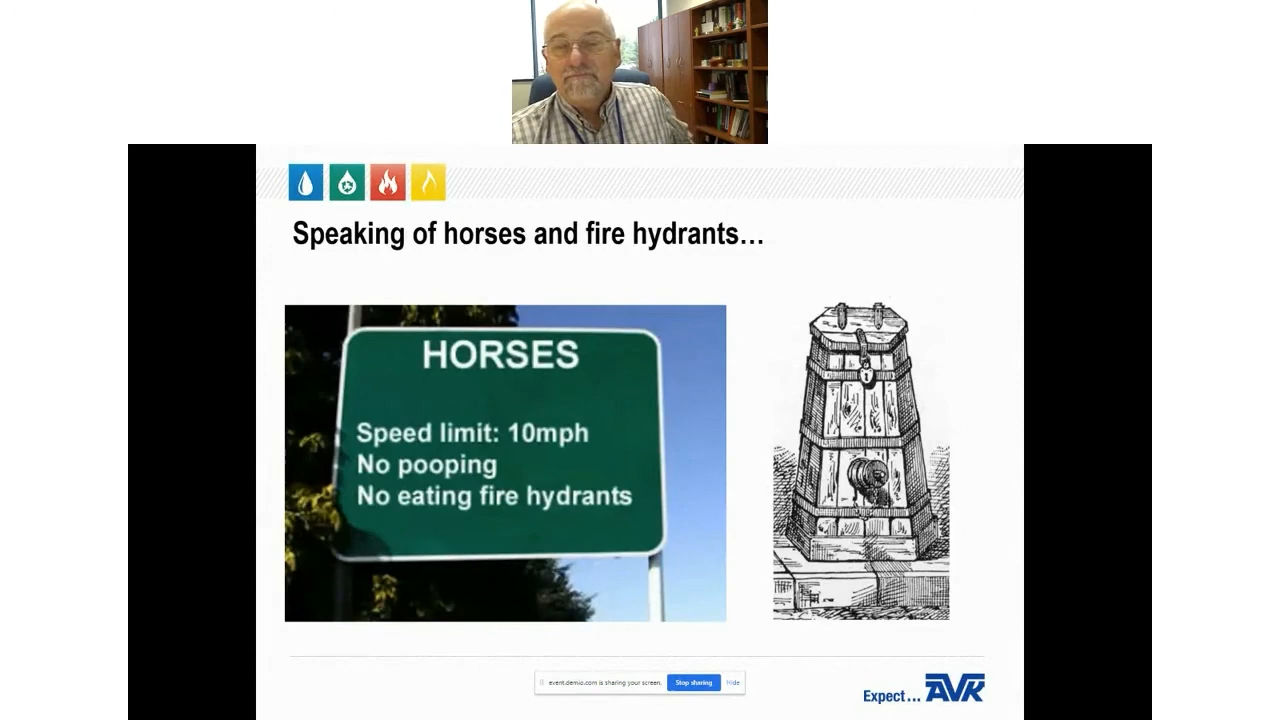 Speaking of horses and fire hydrants...
HORSES
Speed limit: 10mph
No pooping
No eating fire hydrants
event.demio.com is sharing your screen.
Stop sharing
Hide
Expect... AVK